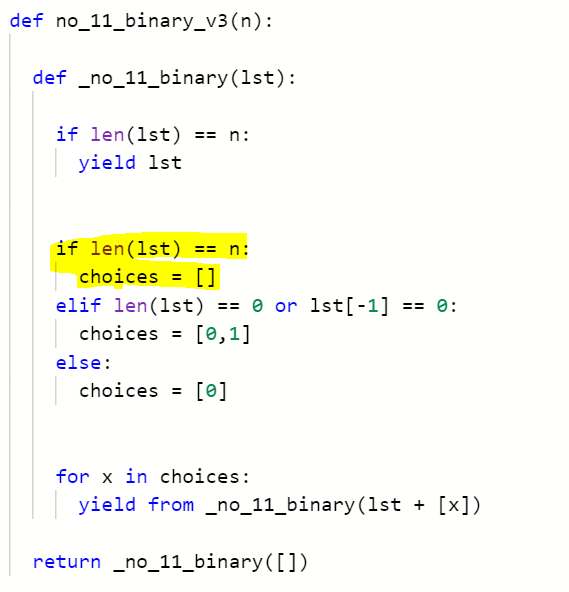 def no_11_binary_v3(n):
def _no_11_binary(lst):
if len(lst) == n:
yield lst
if len(lst) == n:
choices = []
elif len(lst) == 0 or lst[-1] == 0:
choices = [0,1]
else:
choices = [0]
for x in choices:
yield from _no_11_binary(lst + [x])
return _no_11_binary([])